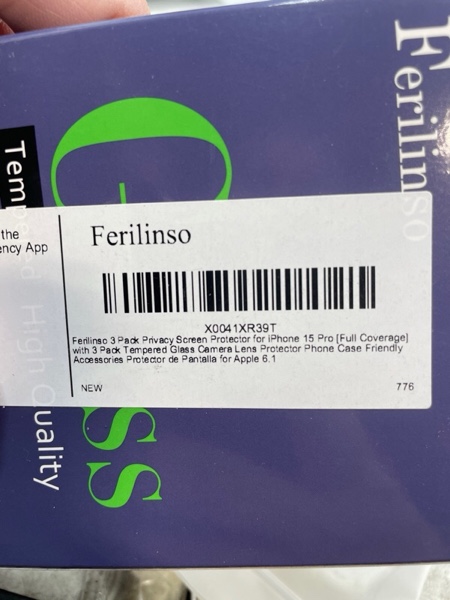 Ferilinso
the
ency App
Ferilinso
X0041XR39T
Ferilinso 3 Pack Privacy Screen Protector for iPhone 15 Pro [Full Coverage]
with 3 Pack Tempered Glass Camera Lens Protector Phone Case Friendly
Accessories Protector de Pantalla for Apple 6.1
NEW
776
High Quality